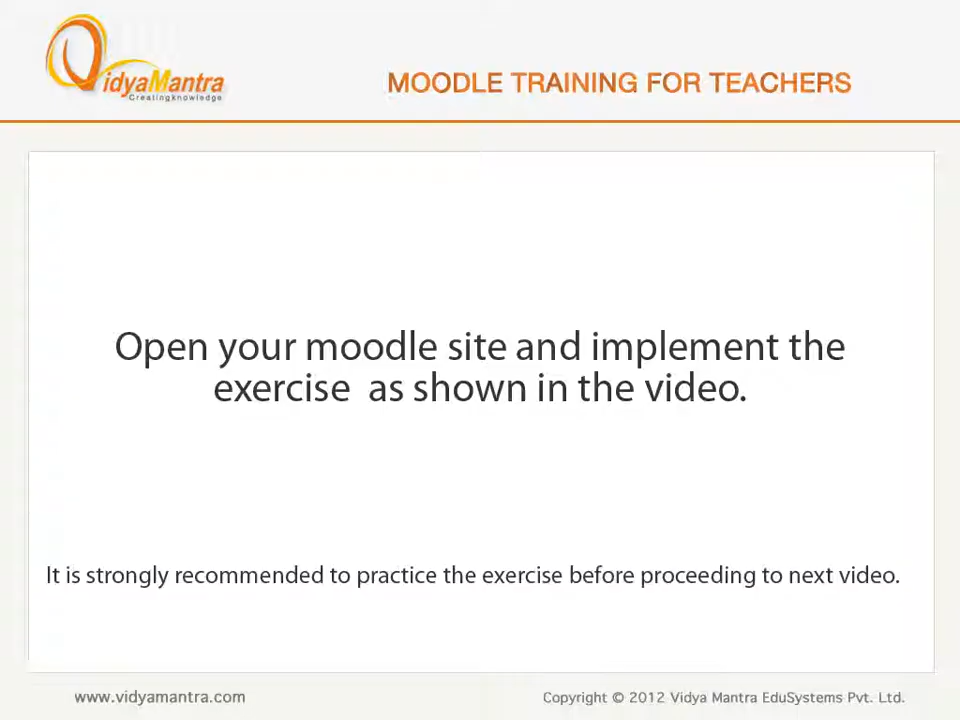 VidyaMantra
Creatingknowledge
MOODLE TRAINING FOR TEACHERS
Open your moodle site and implement the
exercise as shown in the video.
It is strongly recommended to practice the exercise before proceeding to next video.
www.vidyamantra.com
Copyright © 2012 Vidya Mantra EduSystems Pvt. Ltd.